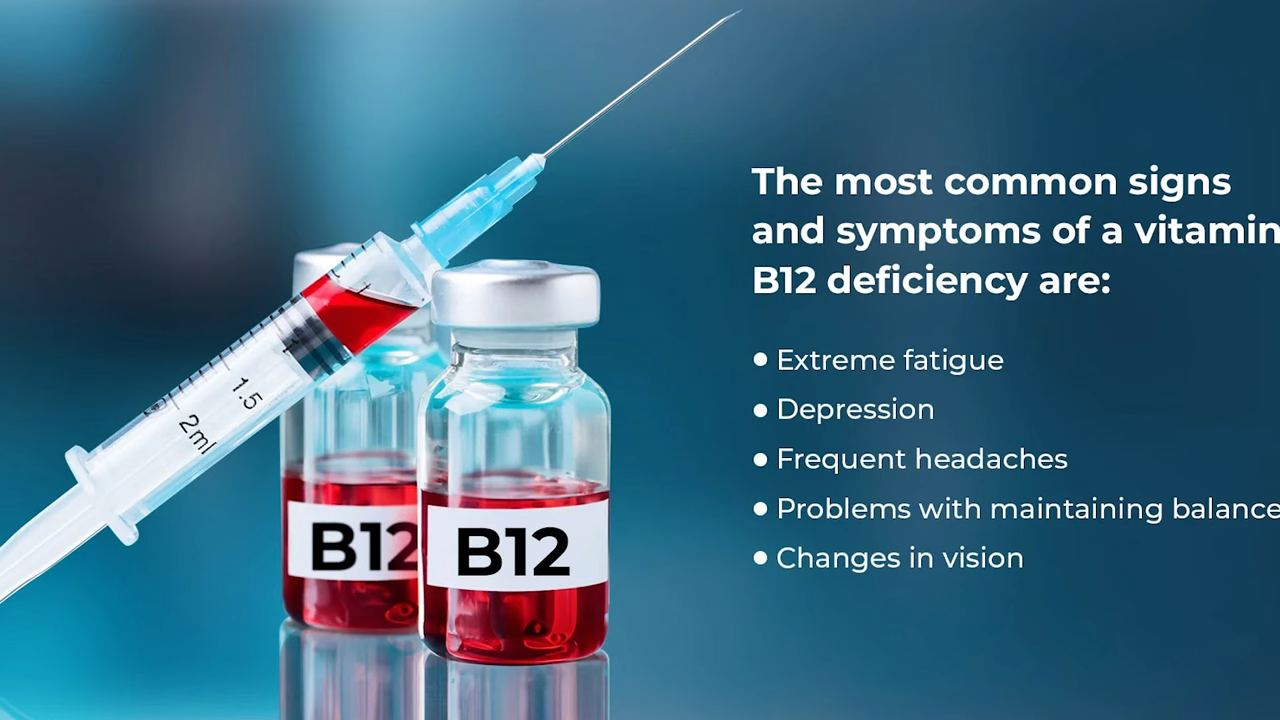 The most common signs
and symptoms of a vitamin
B12 deficiency are:
● Extreme fatigue
● Depression
● Frequent headaches
● Problems with maintaining balance
● Changes in vision
1.5
2ml
B12
B12